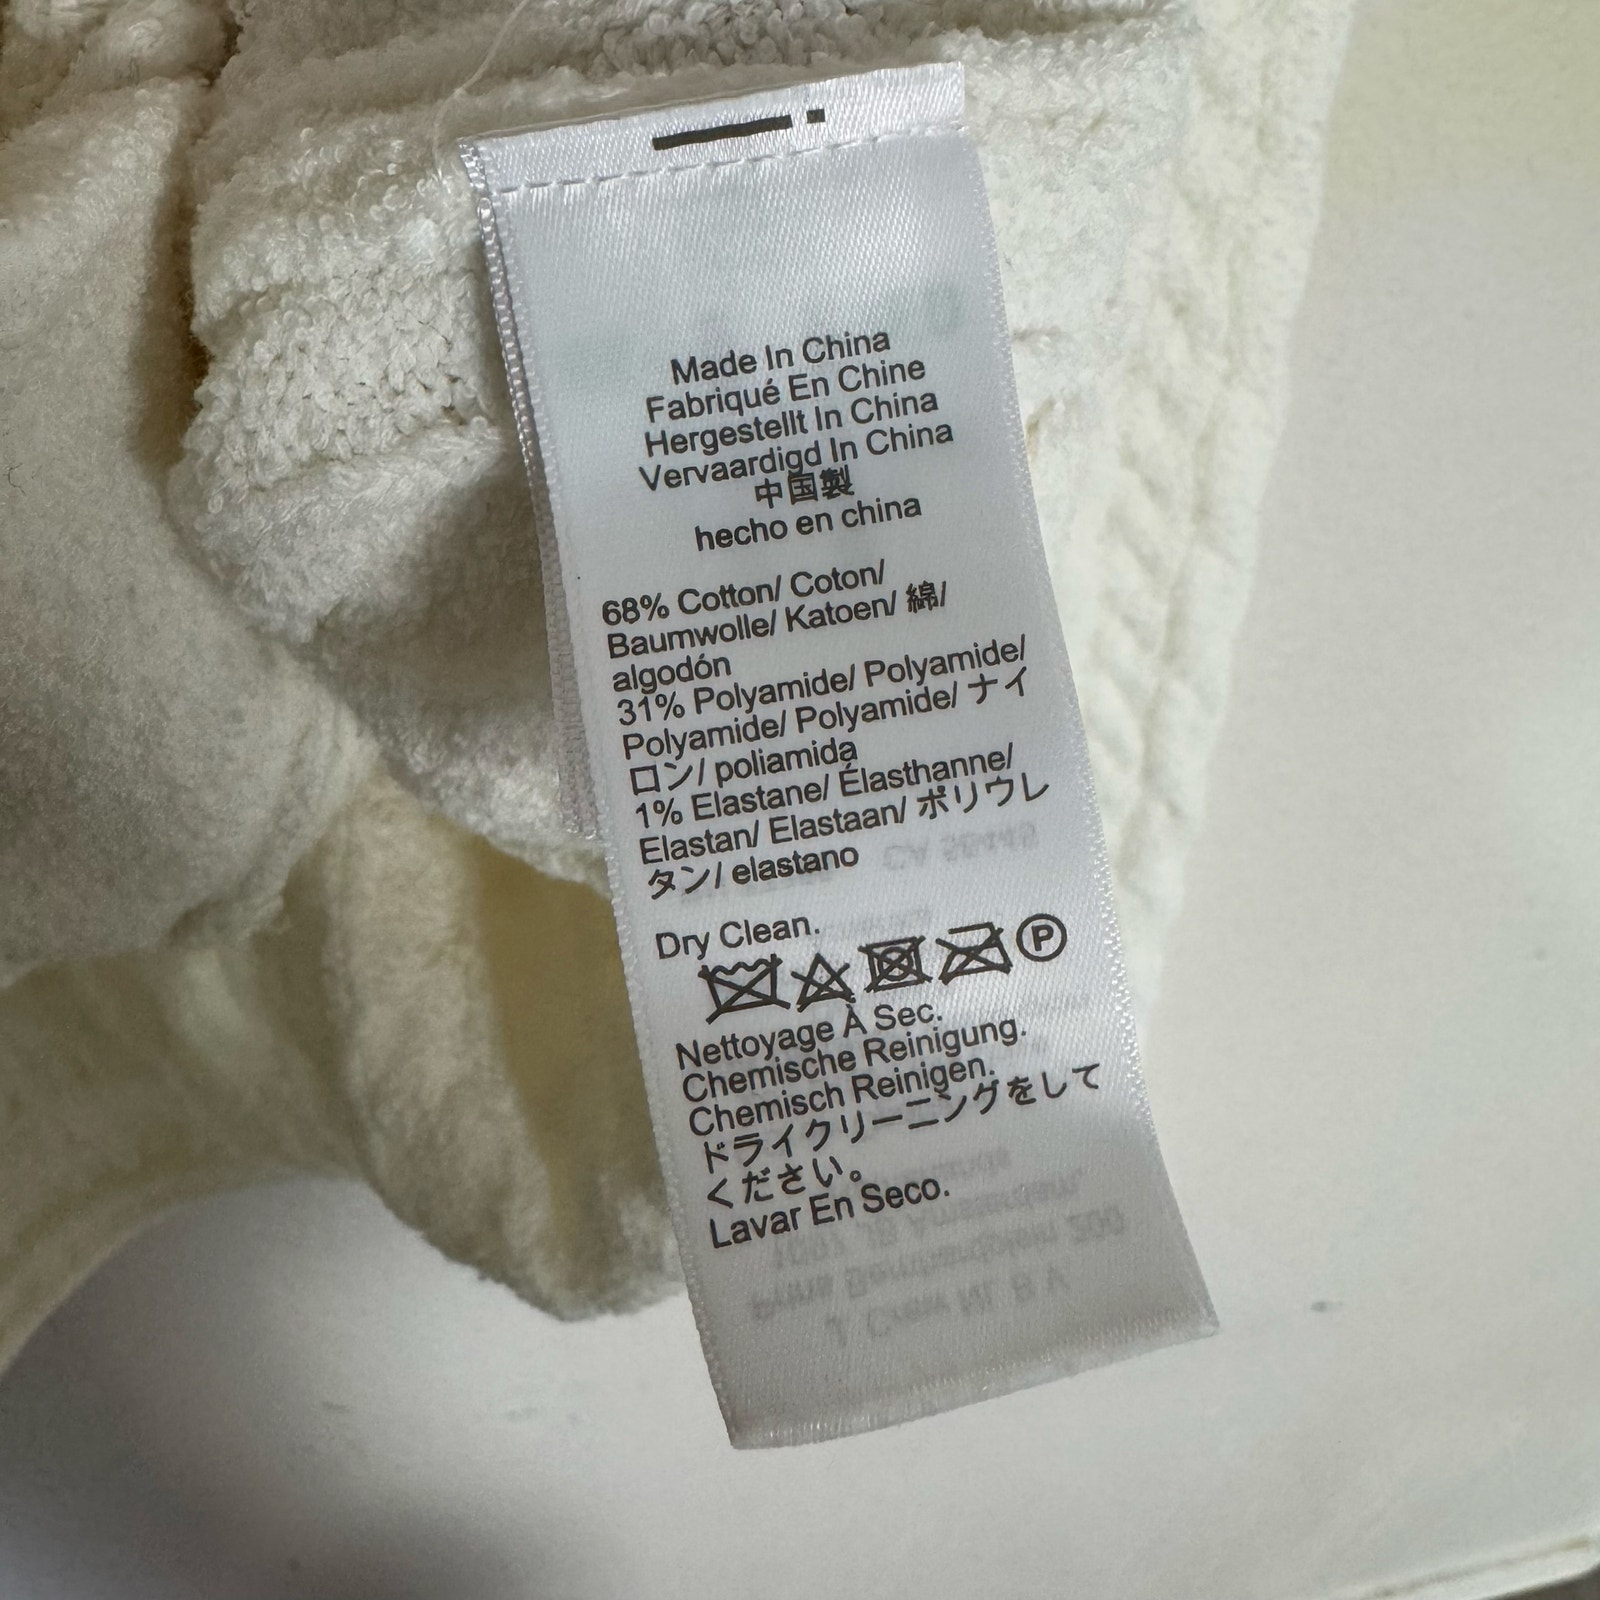 Made In China
Fabriqué En Chine
Hergestellt In China
Vervaardigd In China
中国製
hecho en china
68% Cotton/ Coton/
Baumwolle/ Katoen/ 綿/
algodón
31% Polyamide/ Polyamide/
Polyamide/ Polyamide/ ナイ
ロン/ poliamida
1% Elastane/ Élasthanne/
Elastan/ Elastaan/ ポリウレ
タン/ elastano
Dry Clean.
P
Nettoyage À Sec.
Chemische Reinigung.
Chemisch Reinigen.
ドライクリーニングをして
ください。
Lavar En Seco.